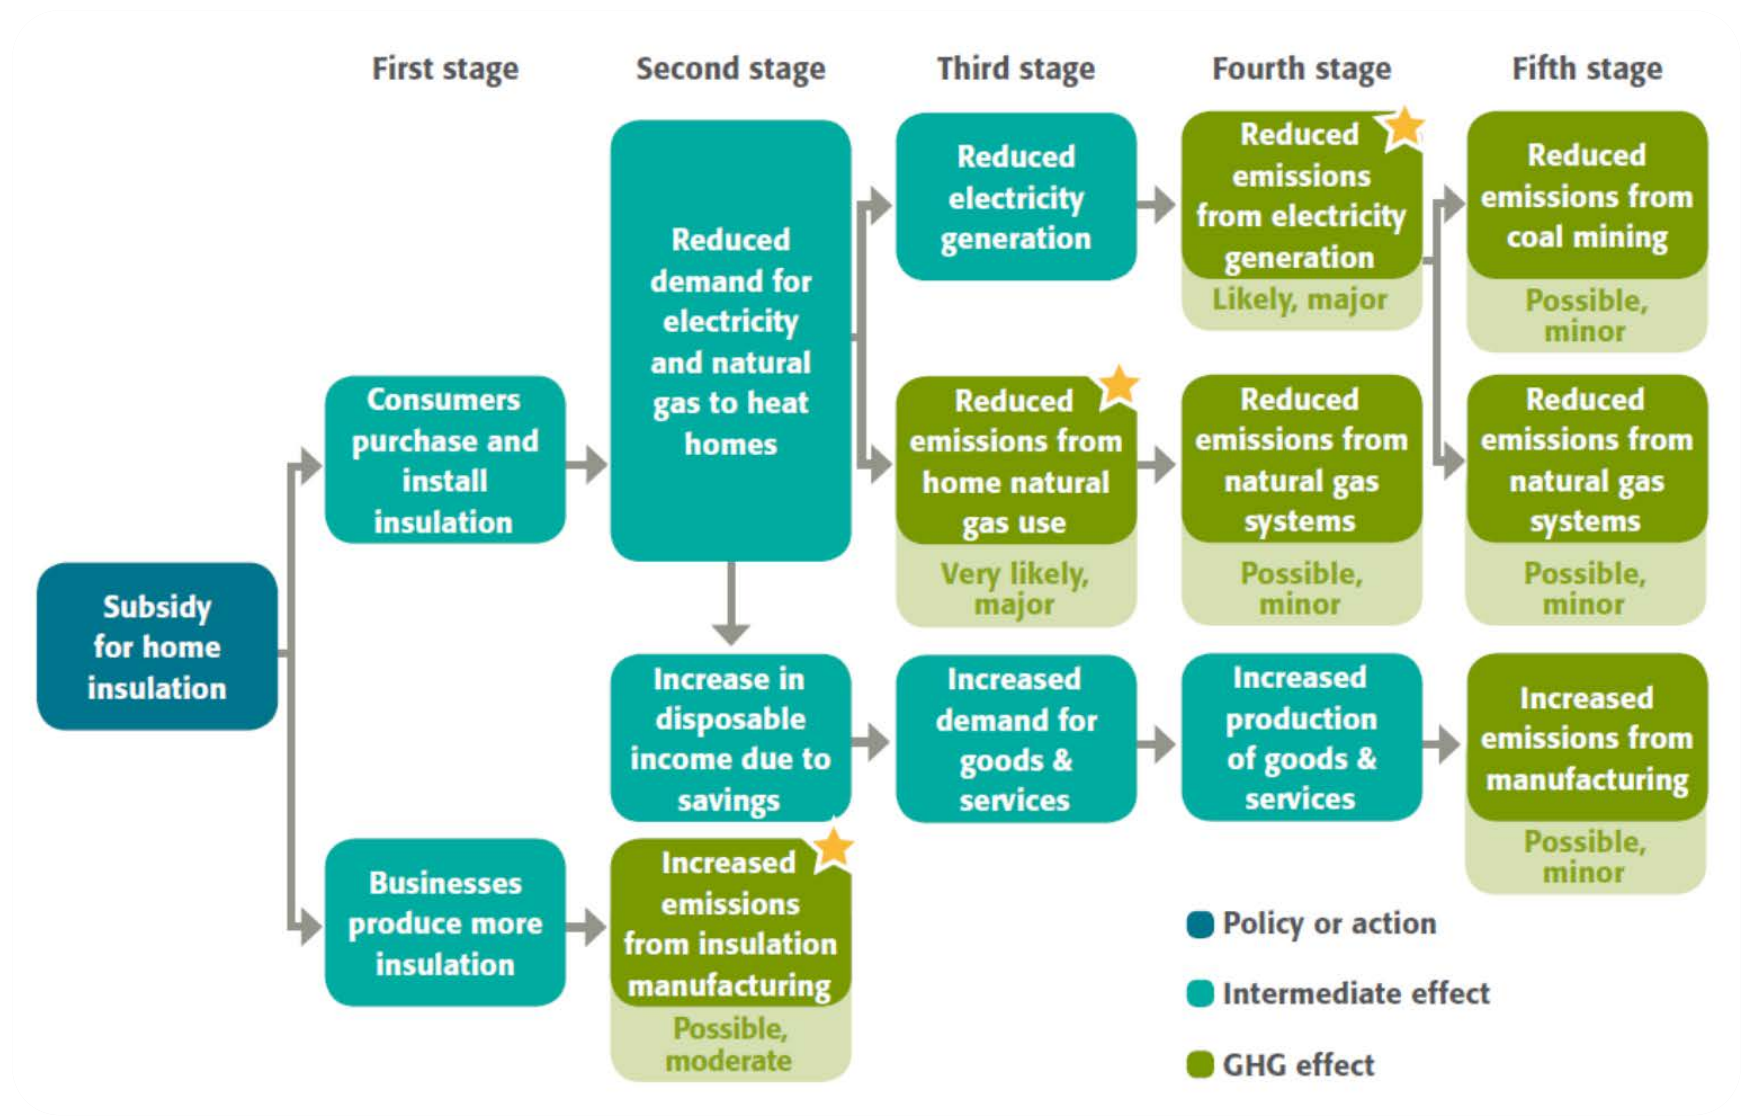 First stage
Second stage
Third stage
Fourth stage
Fifth stage
Subsidy
for home
insulation
Consumers
purchase and
install
insulation
Businesses
produce more
insulation
Reduced
demand for
electricity
and natural
gas to heat
homes
Increase in
disposable
income due to
savings
Increased
emissions
from insulation
manufacturing
Possible,
moderate
Reduced
electricity
generation
Reduced
emissions from
home natural
gas use
Very likely,
major
Increased
demand for
goods &
services
Reduced
emissions
from electricity
generation
Likely, major
Reduced
emissions from
natural gas
systems
Possible,
minor
Increased
production
of goods &
services
Reduced
emissions from
coal mining
Possible,
minor
Reduced
emissions from
natural gas
systems
Possible,
minor
Increased
emissions from
manufacturing
Possible,
minor
Policy or action
Intermediate effect
GHG effect